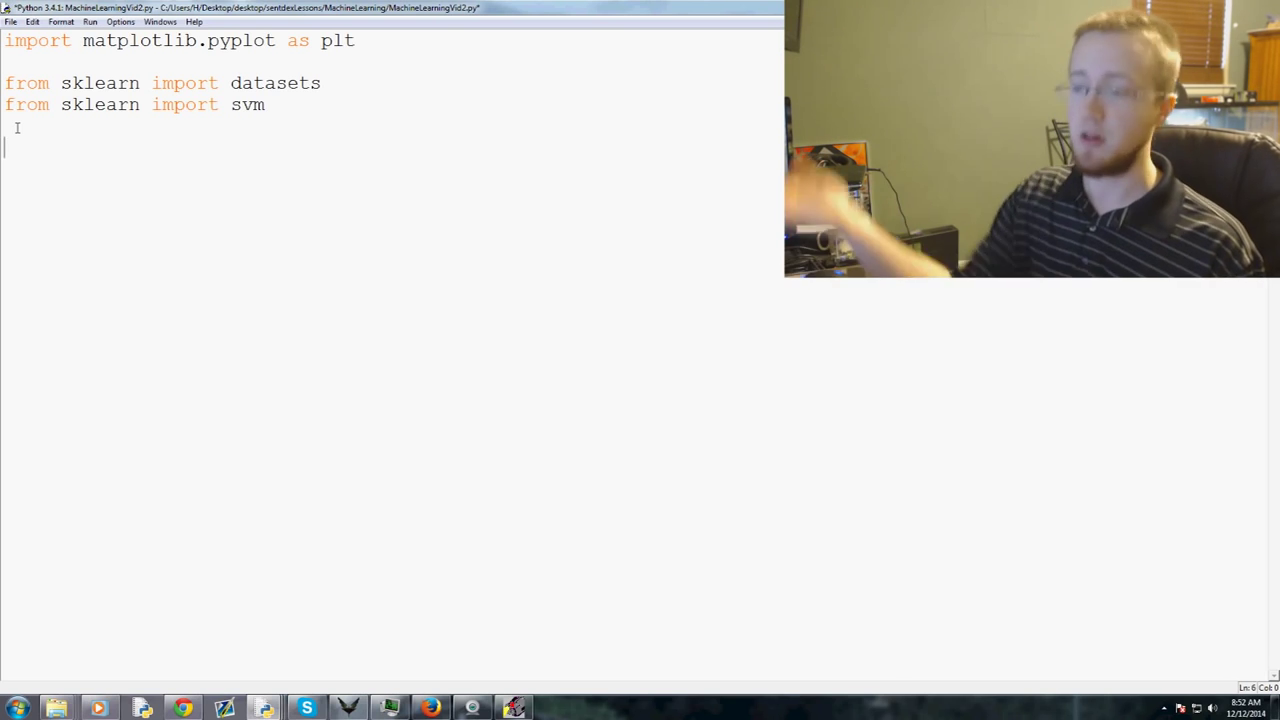 *Python 3.4.1: MachineLearningVid2.py - C:/Users/H/Desktop/desktop/sentdexLessons/MachineLearning/MachineLearningVid2.py*
File Edit Format Run Options Windows Help
import matplotlib.pyplot as plt
from sklearn import datasets
from sklearn import svm
Ln: 6 Col: 0
8:52 AM
12/12/2014